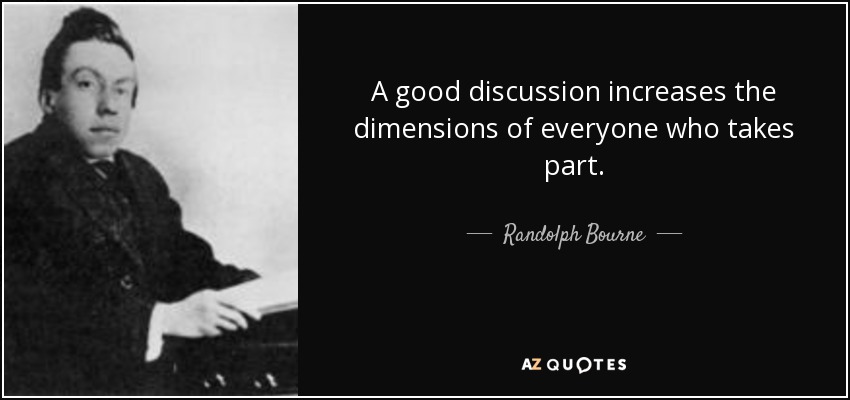 A good discussion increases the
dimensions of everyone who takes
part.
Randolph Bourne
AZ QUOTES